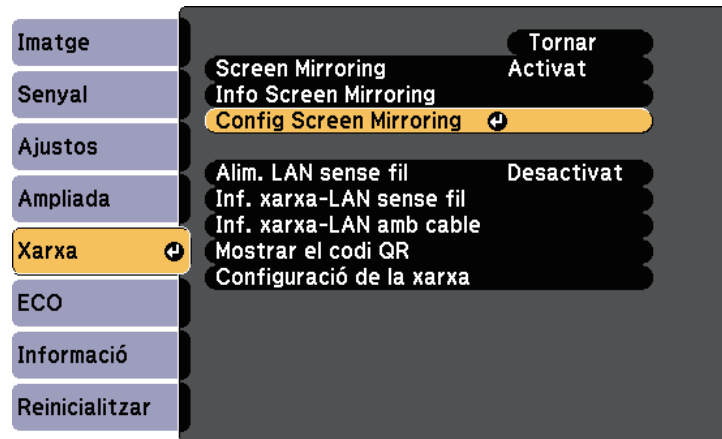 Imatge
Senyal
Ajustos
Ampliada
Xarxa
ECO
Informació
Reinicialitzar
Tornar
Screen Mirroring Activat
Info Screen Mirroring
Config Screen Mirroring
Alim. LAN sense fil Desactivat
Inf. xarxa-LAN sense fil
Inf. xarxa-LAN amb cable
Mostrar el codi QR
Configuració de la xarxa